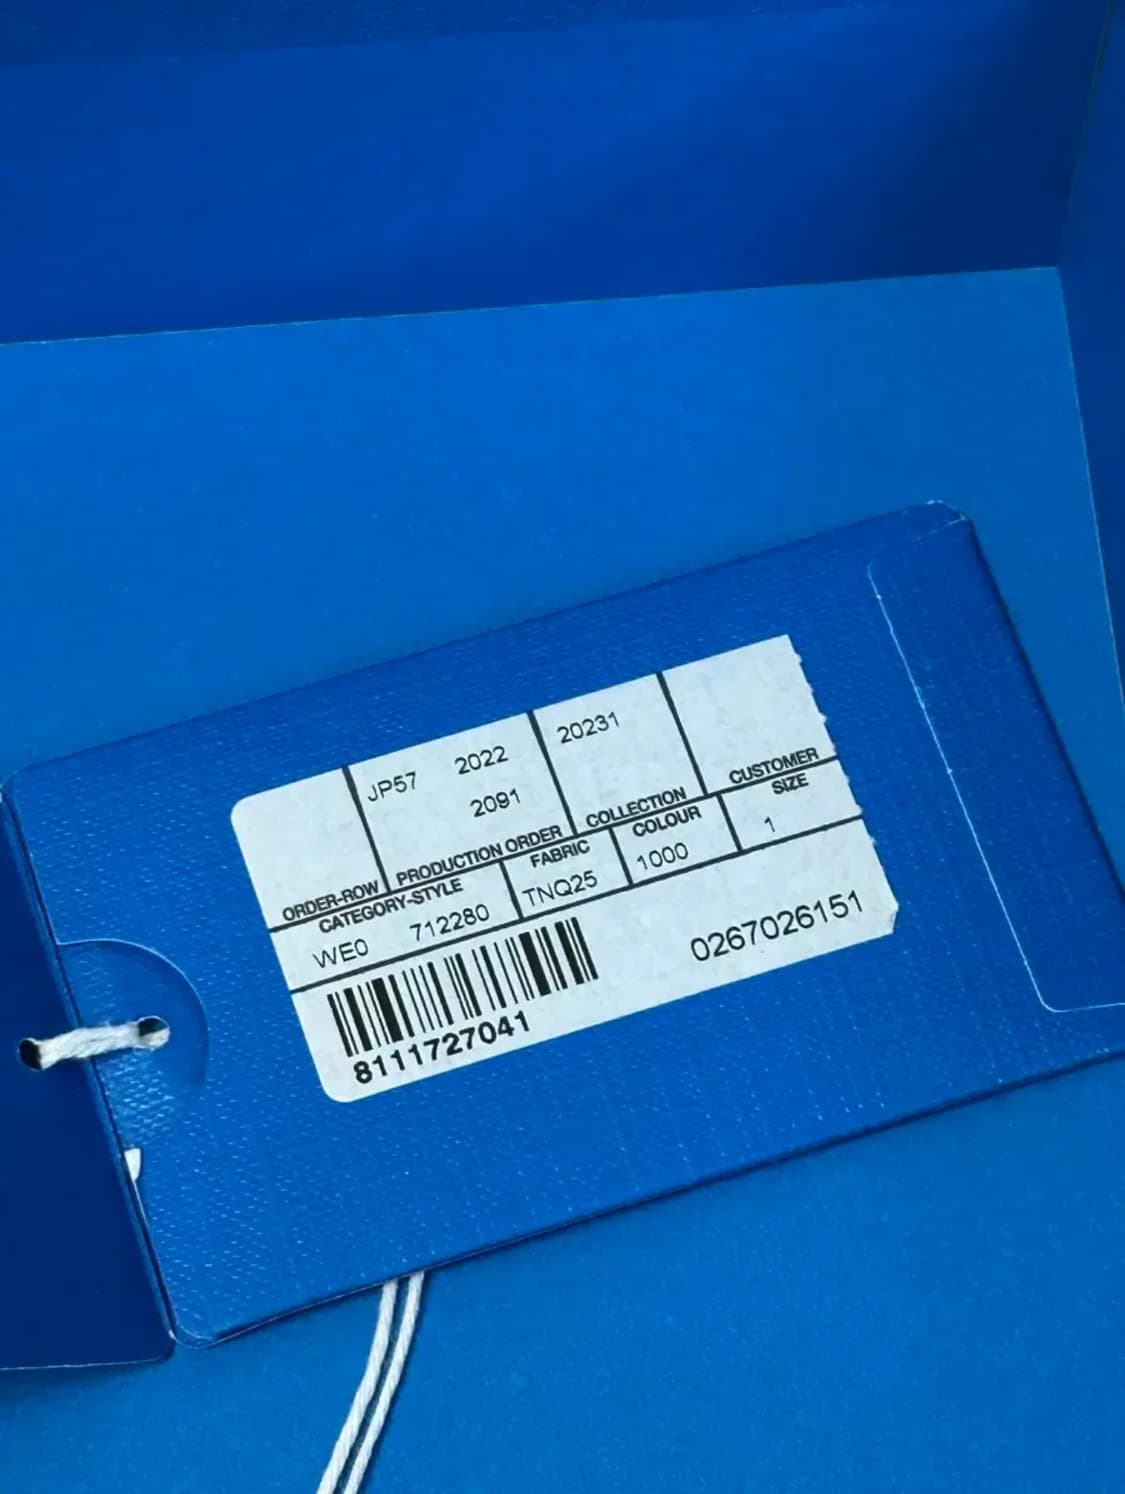 JP57 2022 20231
2091
ORDER-ROW PRODUCTION ORDER COLLECTION CUSTOMER
CATEGORY-STYLE FABRIC COLOUR SIZE
WE0 712280 TNQ25 1000 1
8111727041 0267026151